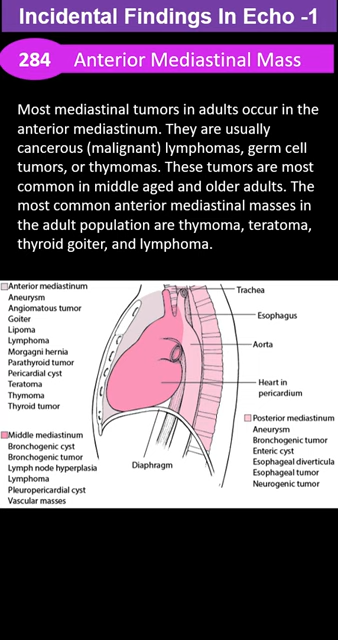 Incidental Findings In Echo -1
284 Anterior Mediastinal Mass
Most mediastinal tumors in adults occur in the
anterior mediastinum. They are usually
cancerous (malignant) lymphomas, germ cell
tumors, or thymomas. These tumors are most
common in middle aged and older adults. The
most common anterior mediastinal masses in
the adult population are thymoma, teratoma,
thyroid goiter, and lymphoma.
Anterior mediastinum
Aneurysm
Angiomatous tumor
Goiter
Lipoma
Lymphoma
Morgagni hernia
Parathyroid tumor
Pericardial cyst
Teratoma
Thymoma
Thyroid tumor
Middle mediastinum
Bronchogenic cyst
Bronchogenic tumor
Lymph node hyperplasia
Lymphoma
Pleuropericardial cyst
Vascular masses
Trachea
Esophagus
Aorta
Heart in
pericardium
Diaphragm
Posterior mediastinum
Aneurysm
Bronchogenic tumor
Enteric cyst
Esophageal diverticula
Esophageal tumor
Neurogenic tumor